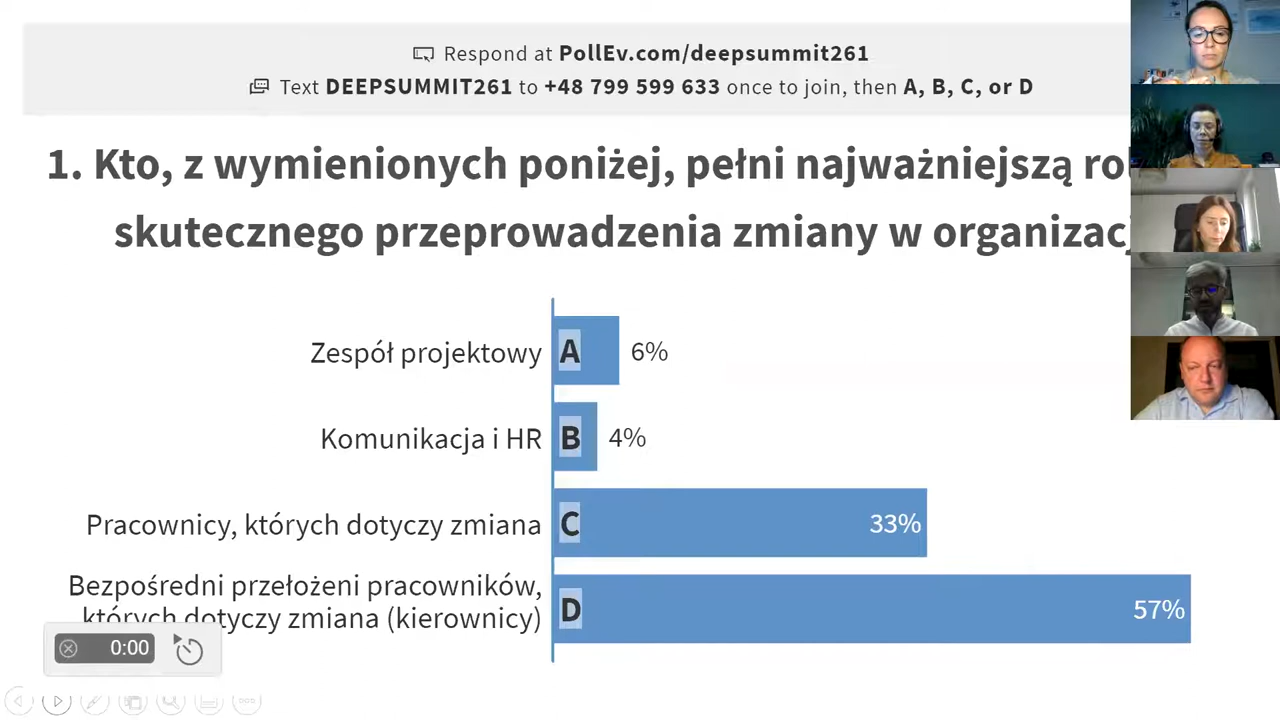 Respond at PollEv.com/deepsummit261
Text DEEPSUMMIT261 to +48 799 599 633 once to join, then A, B, C, or D
1. Kto, z wymienionych poniżej, pełni najważniejszą
skutecznego przeprowadzenia zmiany w
Zespół projektowy A 6%
Komunikacja i HR B 4%
Pracownicy, których dotyczy zmiana C 33%
Bezpośredni przełożeni pracowników,
których dotyczy zmiana (kierownicy) D 57%
0:00